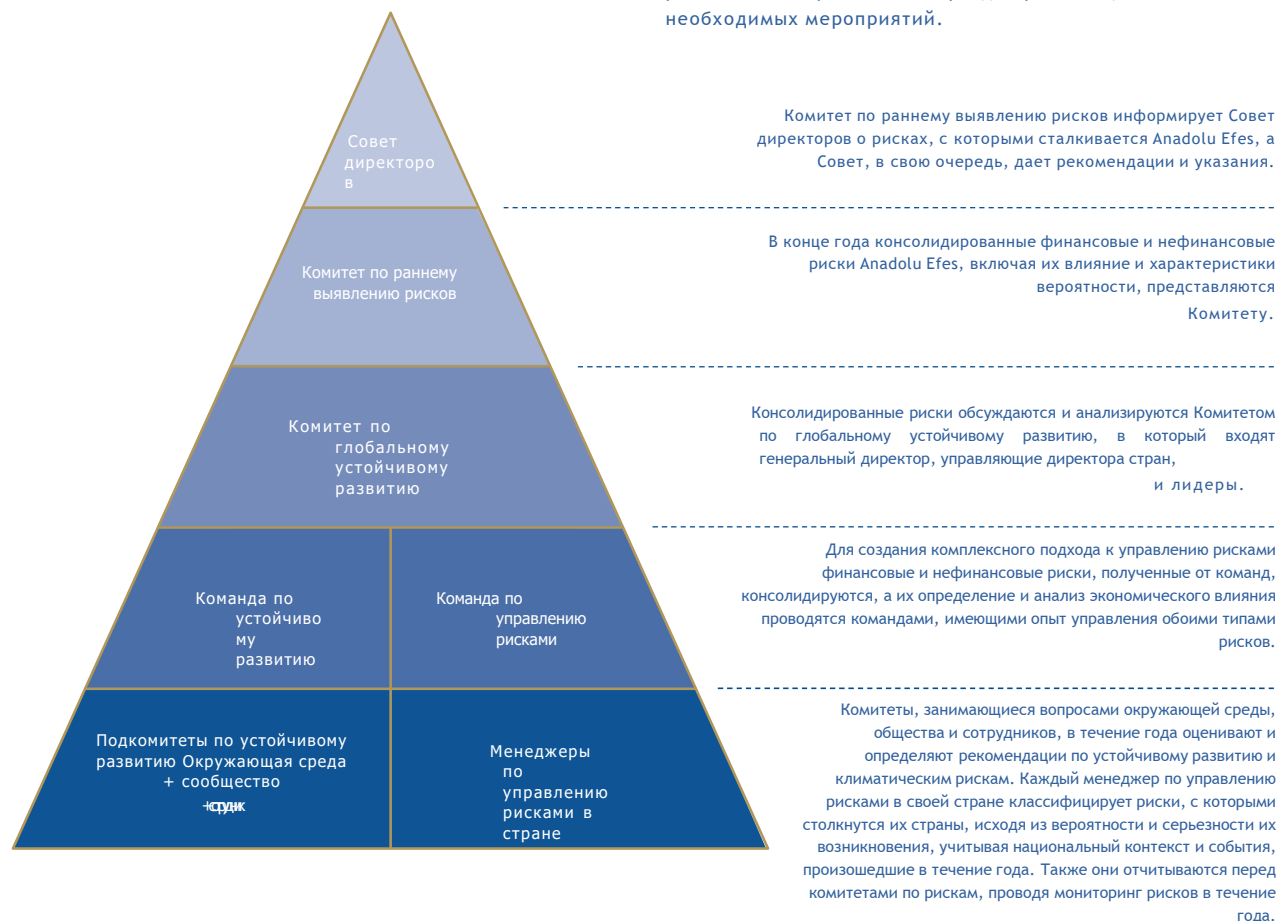 необходимых мероприятий.
Совет
директоро
в
Комитет по раннему выявлению рисков информирует Совет
директоров о рисках, с которыми сталкивается Anadolu Efes, а
Совет, в свою очередь, дает рекомендации и указания.
Комитет по раннему
выявлению рисков
В конце года консолидированные финансовые и нефинансовые
риски Anadolu Efes, включая их влияние и характеристики
вероятности, представляются
Комитету.
Комитет по
глобальному
устойчивому
развитию
Консолидированные риски обсуждаются и анализируются Комитетом
по глобальному устойчивому развитию, в который входят
генеральный директор, управляющие директора стран,
и лидеры.
Команда по
устойчиво
му
развитию
Команда по
управлению
рисками
Для создания комплексного подхода к управлению рисками
финансовые и нефинансовые риски, полученные от команд,
консолидируются, а их определение и анализ экономического влияния
проводятся командами, имеющими опыт управления обоими типами
рисков.
Подкомитеты по устойчивому
развитию Окружающая среда
+ сообщество
Менеджеры
по
управлению
рисками в
стране
Комитеты, занимающиеся вопросами окружающей среды,
общества и сотрудников, в течение года оценивают и
определяют рекомендации по устойчивому развитию и
климатическим рискам. Каждый менеджер по управлению
рисками в своей стране классифицирует риски, с которыми
столкнутся их страны, исходя из вероятности и серьезности их
возникновения, учитывая национальный контекст и события,
произошедшие в течение года. Также они отчитываются перед
комитетами по рискам, проводя мониторинг рисков в течение
года.